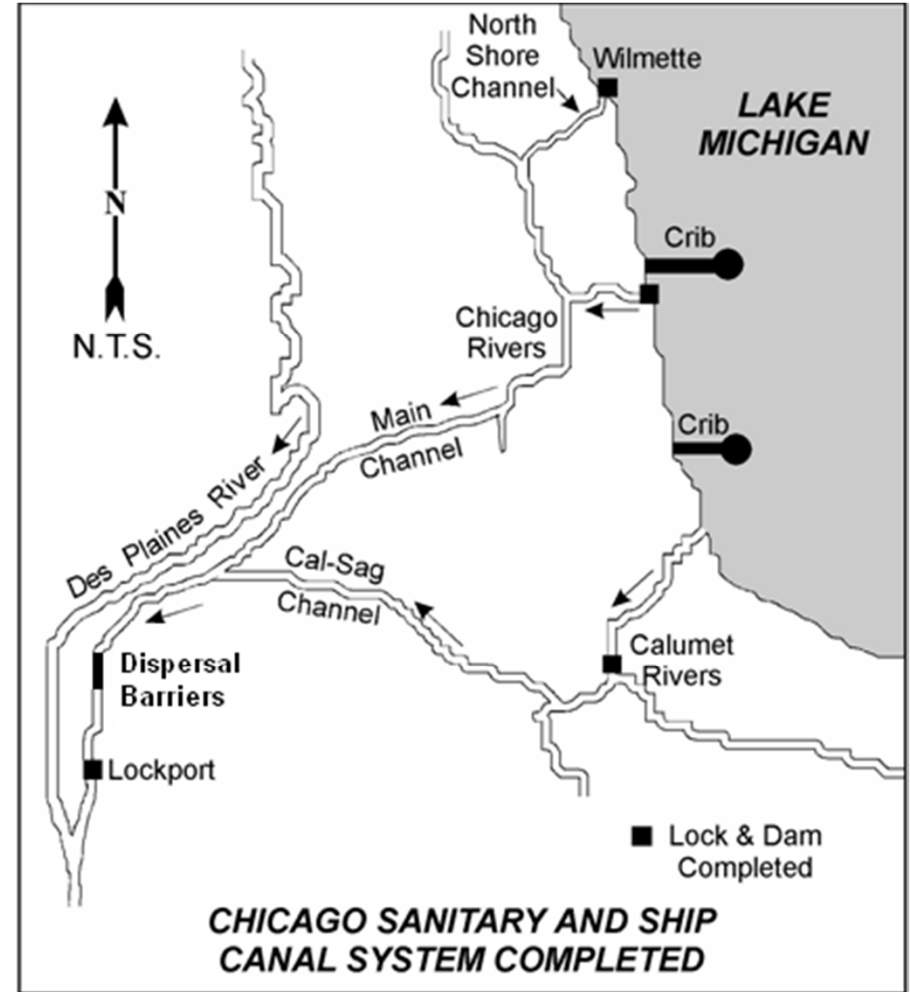 North
Shore
Channel
Wilmette
LAKE
MICHIGAN
N
N.T.S.
Crib
Chicago
Rivers
Main
Channel
Crib
Des Plaines River
Cal-Sag
Channel
Calumet
Rivers
Dispersal
Barriers
Lockport
Lock & Dam
Completed
CHICAGO SANITARY AND SHIP
CANAL SYSTEM COMPLETED